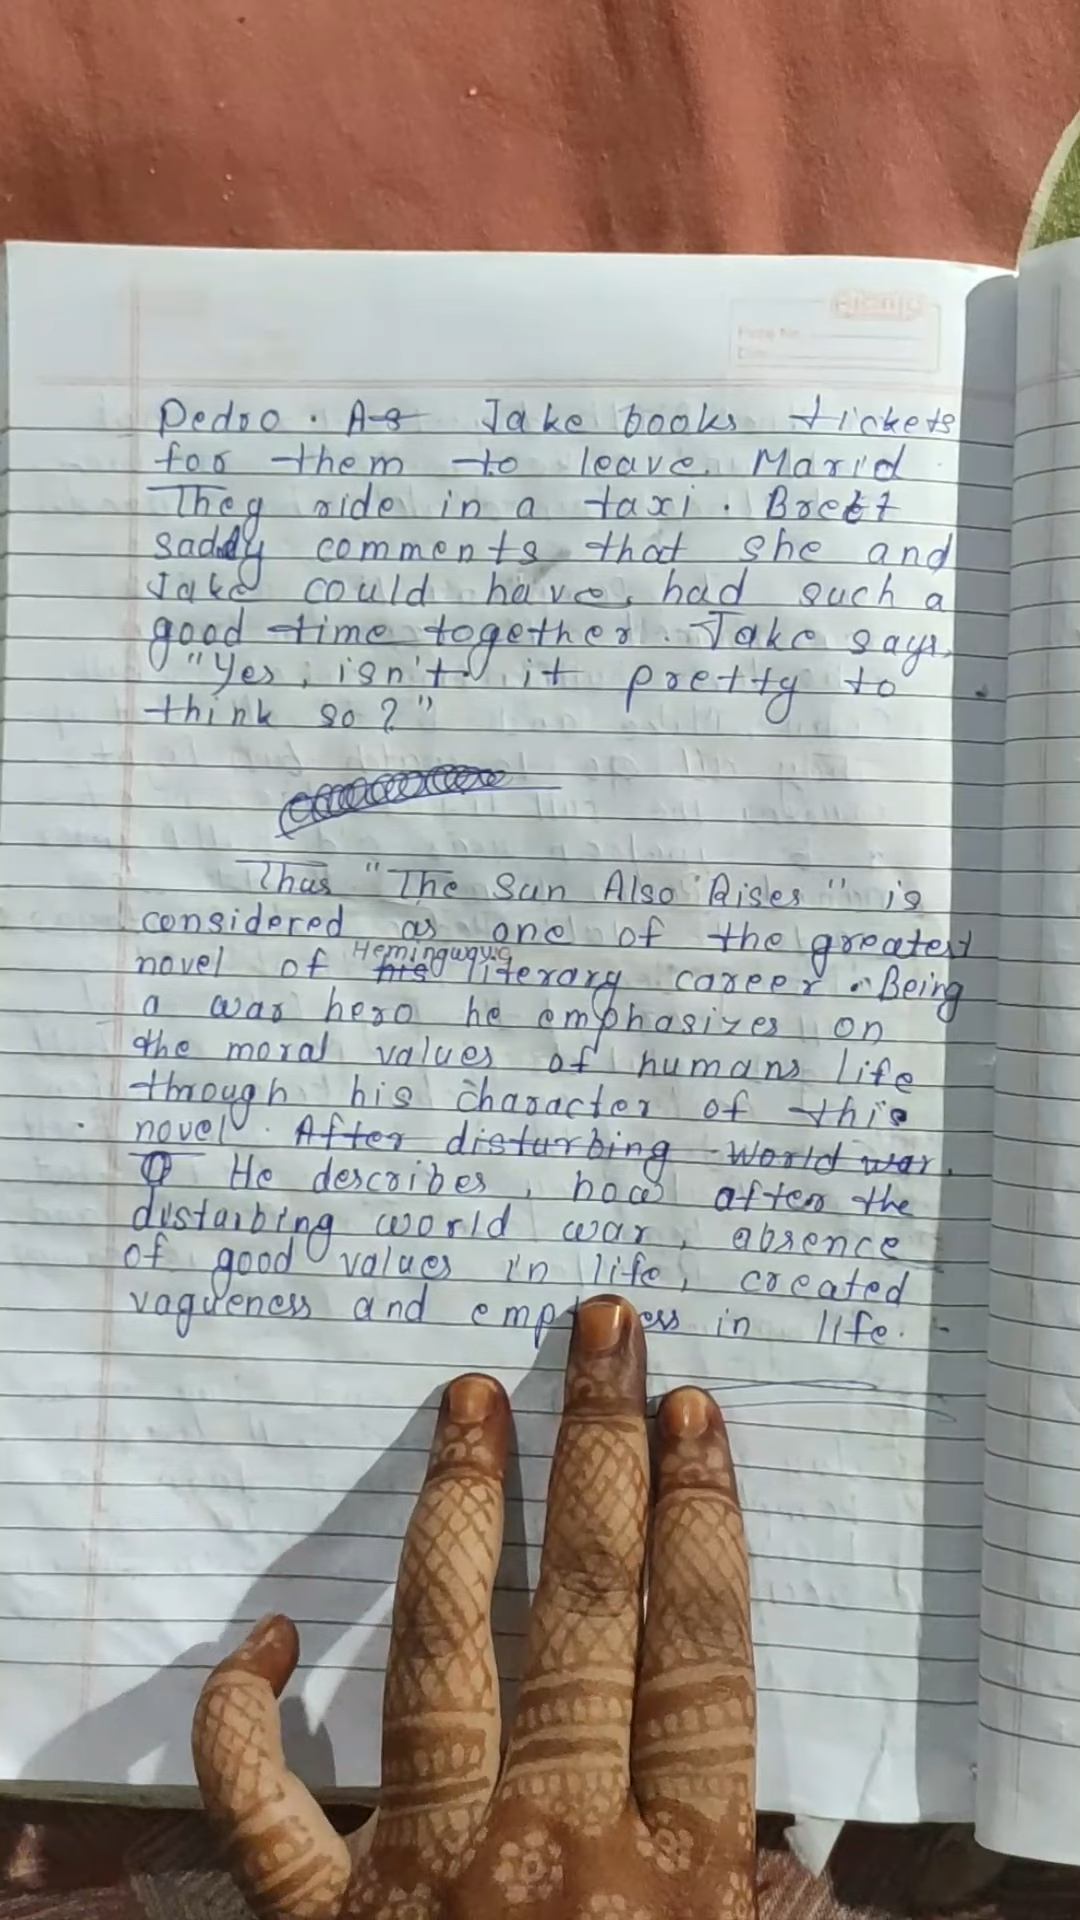 Pedro. As Jake books tickets
for them to leave. Marid
They ride in a taxi. Brett
sadly comments that she and
Jake could have, had such a
good time together. Jake says,
"Yes, isn't it pretty to
think so?"
Thus "The Sun Also Rises" is
considered as one of the greatest
novel of his Hemingway's literary career. Being
a war hero he emphasizes on
the moral values of humans life
through his character of this
novel. After disturbing World war.
He describes, how after the
disturbing world war, absence
of good values in life, created
vagueness and emp ess in life.